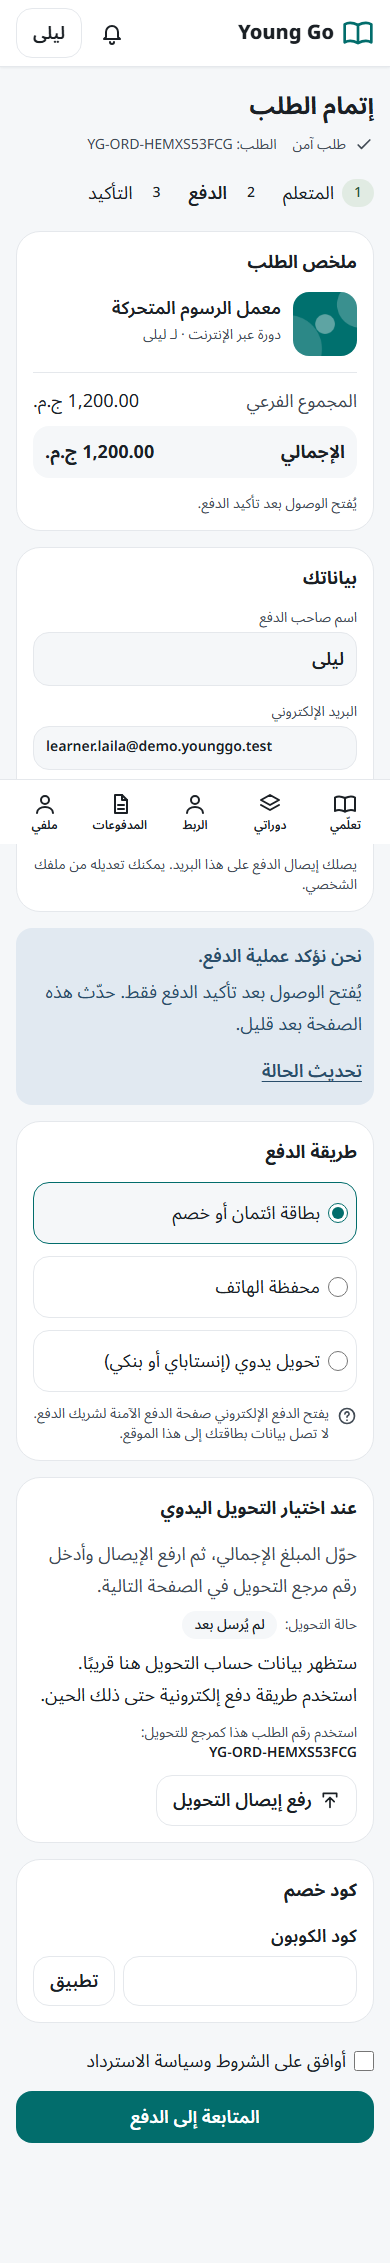 Young Go
ليلى
إتمام الطلب
طلب آمن
الطلب: YG-ORD-HEMXS53FCG
1 المتعلم 2 الدفع 3 التأكيد
ملخص الطلب
معمل الرسوم المتحركة
دورة عبر الإنترنت · لـ ليلى
المجموع الفرعي 1,200.00 ج.م.
الإجمالي 1,200.00 ج.م.
يُفتح الوصول بعد تأكيد الدفع.
بياناتك
اسم صاحب الدفع
ليلى
البريد الإلكتروني
learner.laila@demo.younggo.test
تعلّمي دوراتي الربط المدفوعات ملفي
يصلك إيصال الدفع على هذا البريد. يمكنك تعديله من ملفك
الشخصي.
نحن نؤكد عملية الدفع.
يُفتح الوصول بعد تأكيد الدفع فقط. حدّث هذه
الصفحة بعد قليل.
تحديث الحالة
طريقة الدفع
بطاقة ائتمان أو خصم
محفظة الهاتف
تحويل يدوي (إنستاباي أو بنكي)
يفتح الدفع الإلكتروني صفحة الدفع الآمنة لشريك الدفع.
لا تصل بيانات بطاقتك إلى هذا الموقع.
عند اختيار التحويل اليدوي
حوّل المبلغ الإجمالي، ثم ارفع الإيصال وأدخل
رقم مرجع التحويل في الصفحة التالية.
حالة التحويل: لم يُرسل بعد
ستظهر بيانات حساب التحويل هنا قريبًا.
استخدم طريقة دفع إلكترونية حتى ذلك الحين.
استخدم رقم الطلب هذا كمرجع للتحويل:
YG-ORD-HEMXS53FCG
رفع إيصال التحويل
كود خصم
كود الكوبون
تطبيق
أوافق على الشروط وسياسة الاسترداد
المتابعة إلى الدفع